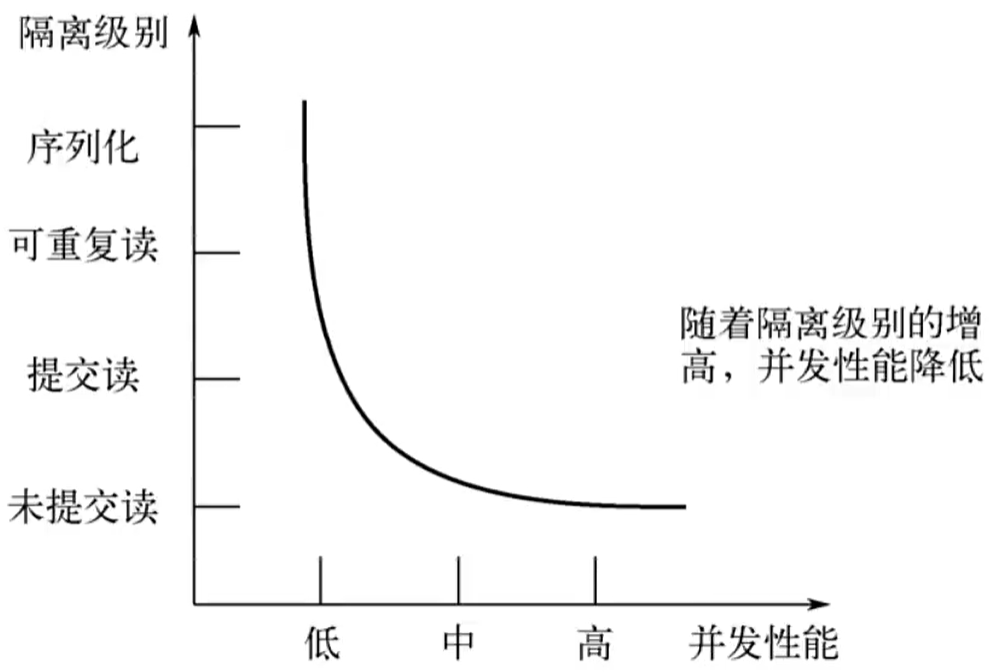 隔离级别
序列化
可重复读
提交读
未提交读
随着隔离级别的增
高，并发性能降低
低
中
高
并发性能